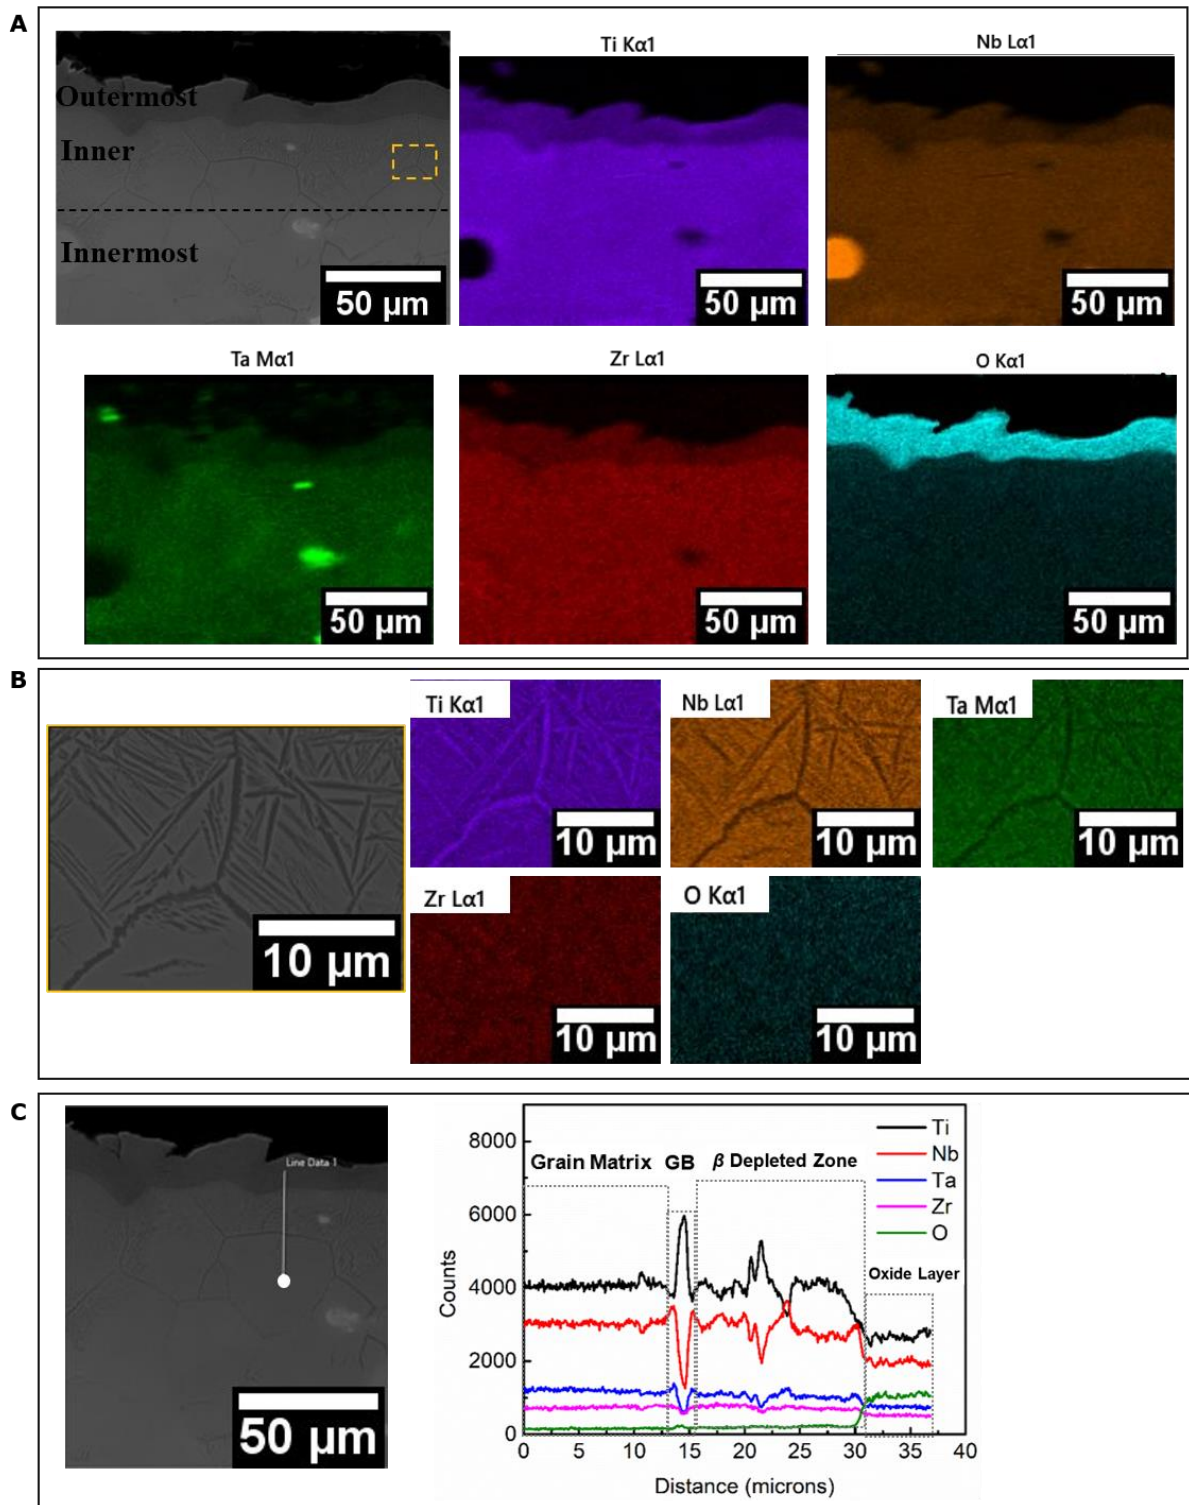 A
Outermost
Inner
Innermost
50 µm
Ti Kα1
50 µm
Nb Lα1
50 µm
Ta Mα1
50 µm
Zr Lα1
50 µm
O Kα1
50 µm
B
10 µm
Ti Kα1
10 µm
Nb Lα1
10 µm
Ta Mα1
10 µm
Zr Lα1
10 µm
O Kα1
10 µm
C
Line Data 1
50 µm
Counts
8000
6000
4000
2000
0
Grain Matrix
GB
β Depleted Zone
Oxide Layer
Ti
Nb
Ta
Zr
O
0 5 10 15 20 25 30 35 40
Distance (microns)